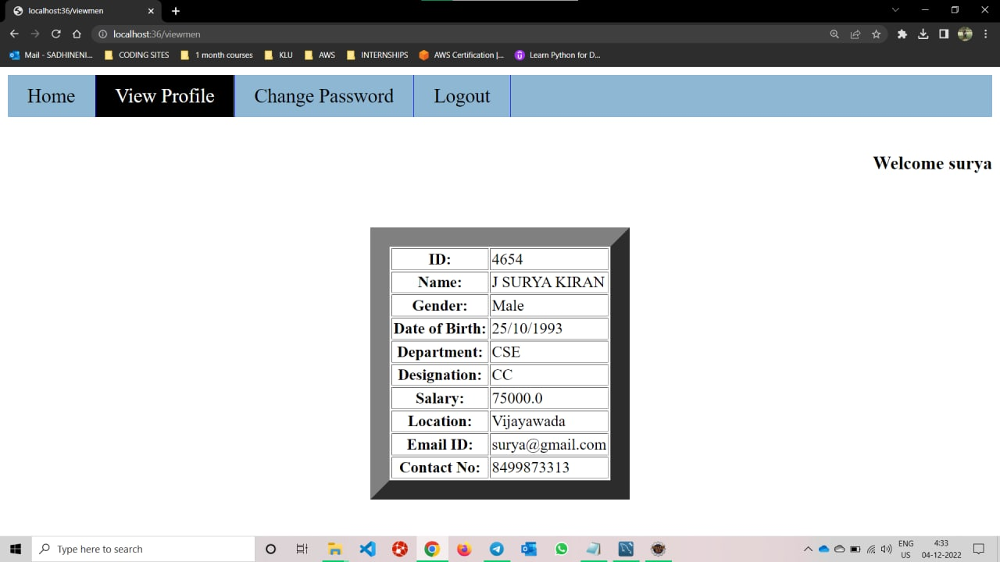 localhost:36/viewmen
localhost:36/viewmen
Mail - SADHINENI... CODING SITES 1 month courses KLU AWS INTERNSHIPS AWS Certification |... Learn Python for D...
Home View Profile Change Password Logout
Welcome surya
ID: 4654
Name: J SURYA KIRAN
Gender: Male
Date of Birth: 25/10/1993
Department: CSE
Designation: CC
Salary: 75000.0
Location: Vijayawada
Email ID: surya@gmail.com
Contact No: 8499873313
Type here to search
ENG 4:33
US 04-12-2022